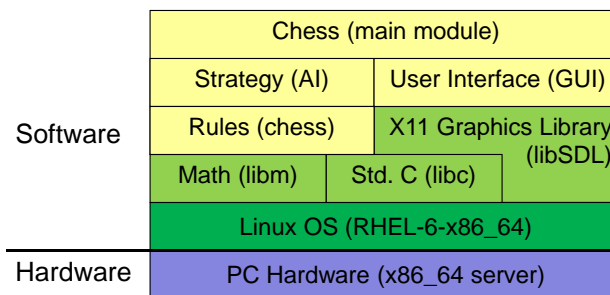 Chess (main module)
Strategy (AI)
User Interface (GUI)
Software
Rules (chess)
X11 Graphics Library
(libSDL)
Math (libm)
Std. C (libc)
Linux OS (RHEL-6-x86_64)
Hardware
PC Hardware (x86_64 server)